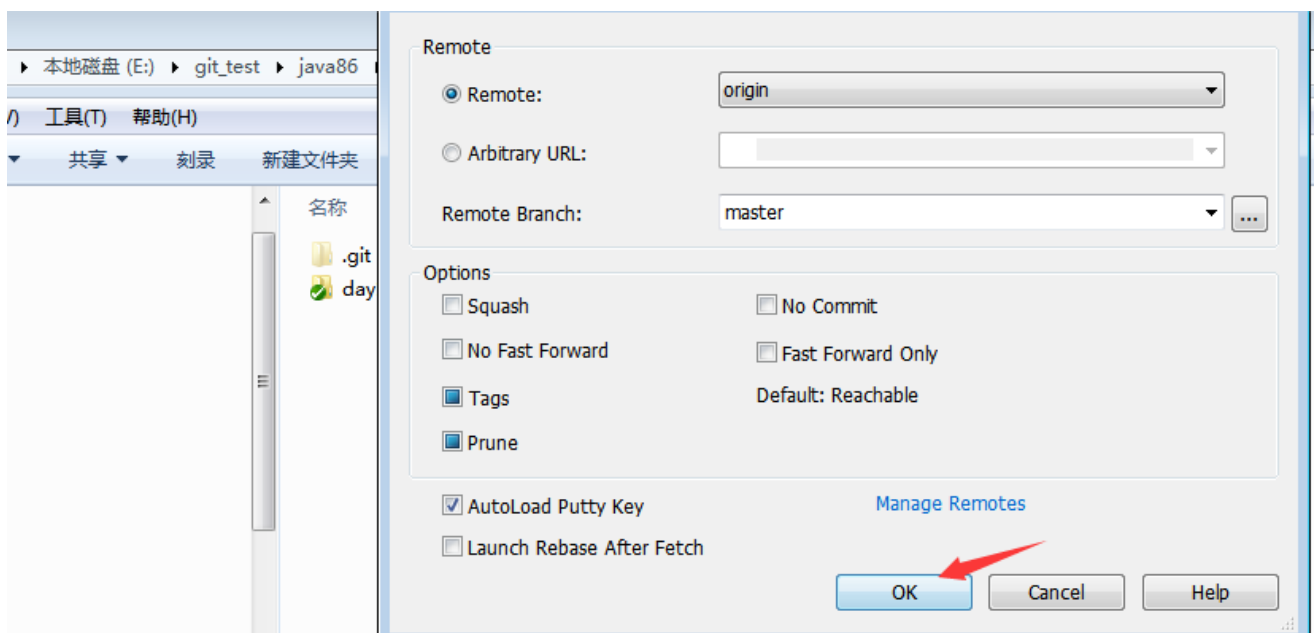 本地磁盘 (E:) git_test java86
工具(T) 帮助(H)
共享 刻录 新建文件夹
名称
.git
day
Remote
Remote: origin
Arbitrary URL:
Remote Branch: master ...
Options
Squash No Commit
No Fast Forward Fast Forward Only
Tags Default: Reachable
Prune
AutoLoad Putty Key Manage Remotes
Launch Rebase After Fetch
OK Cancel Help